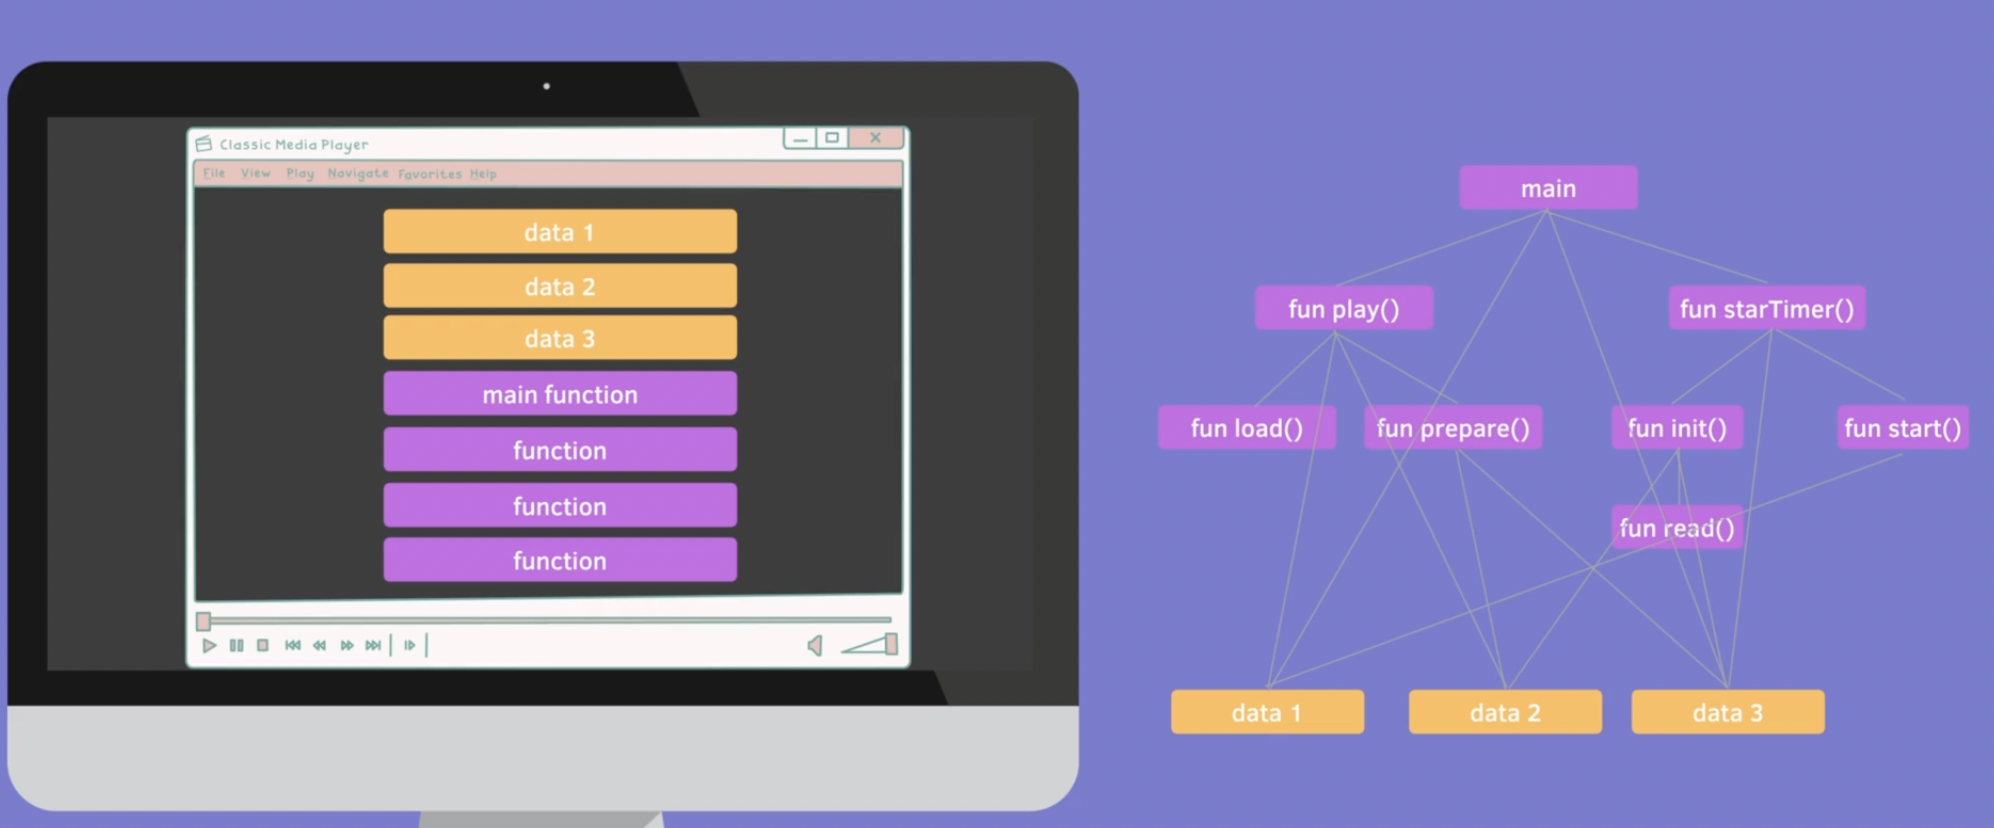 Classic Media Player
File View Play Navigate Favorites Help
data 1
data 2
data 3
main function
function
function
function
main
fun play()
fun starTimer()
fun load()
fun prepare()
fun init()
fun start()
fun read()
data 1
data 2
data 3